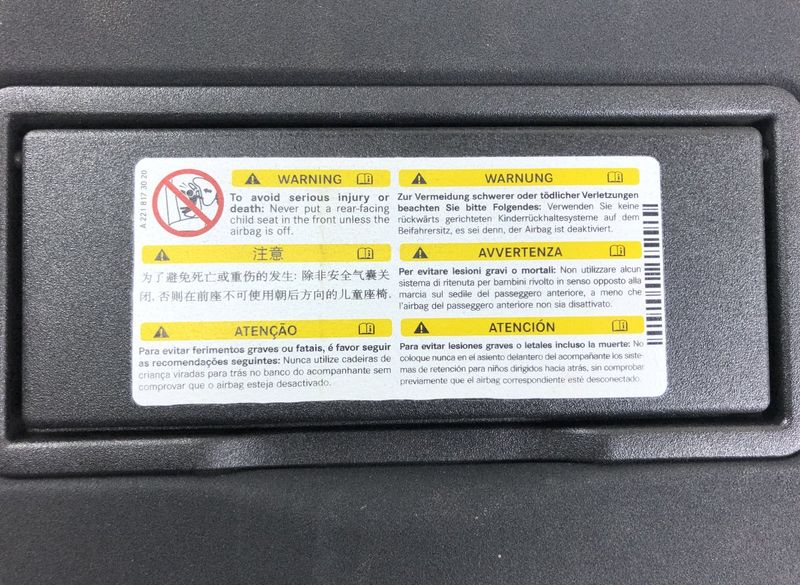 A 221 817 30 20
WARNING
To avoid serious injury or
death: Never put a rear-facing
child seat in the front unless the
airbag is off.
WARNUNG
Zur Vermeidung schwerer oder tödlicher Verletzungen
beachten Sie bitte Folgendes: Verwenden Sie keine
rückwärts gerichteten Kinderrückhaltesysteme auf dem
Beifahrersitz, es sei denn, der Airbag ist deaktiviert.
注意
为了避免死亡或重伤的发生: 除非安全气囊关
闭. 否则在前座不可使用朝后方向的儿童座椅.
AVVERTENZA
Per evitare lesioni gravi o mortali: Non utilizzare alcun
sistema di ritenuta per bambini rivolto in senso opposto alla
marcia sul sedile del passeggero anteriore, a meno che
l'airbag del passeggero anteriore non sia disattivato.
ATENÇÃO
Para evitar ferimentos graves ou fatais, é favor seguir
as recomendações seguintes: Nunca utilize cadeiras de
criança viradas para trás no banco do acompanhante sem
comprovar que o airbag esteja desactivado.
ATENCIÓN
Para evitar lesiones graves o letales incluso la muerte: No
coloque nunca en el asiento delantero del acompañante los siste-
mas de retención para niños dirigidos hacia atrás, sin comprobar
previamente que el airbag correspondiente esté desconectado.